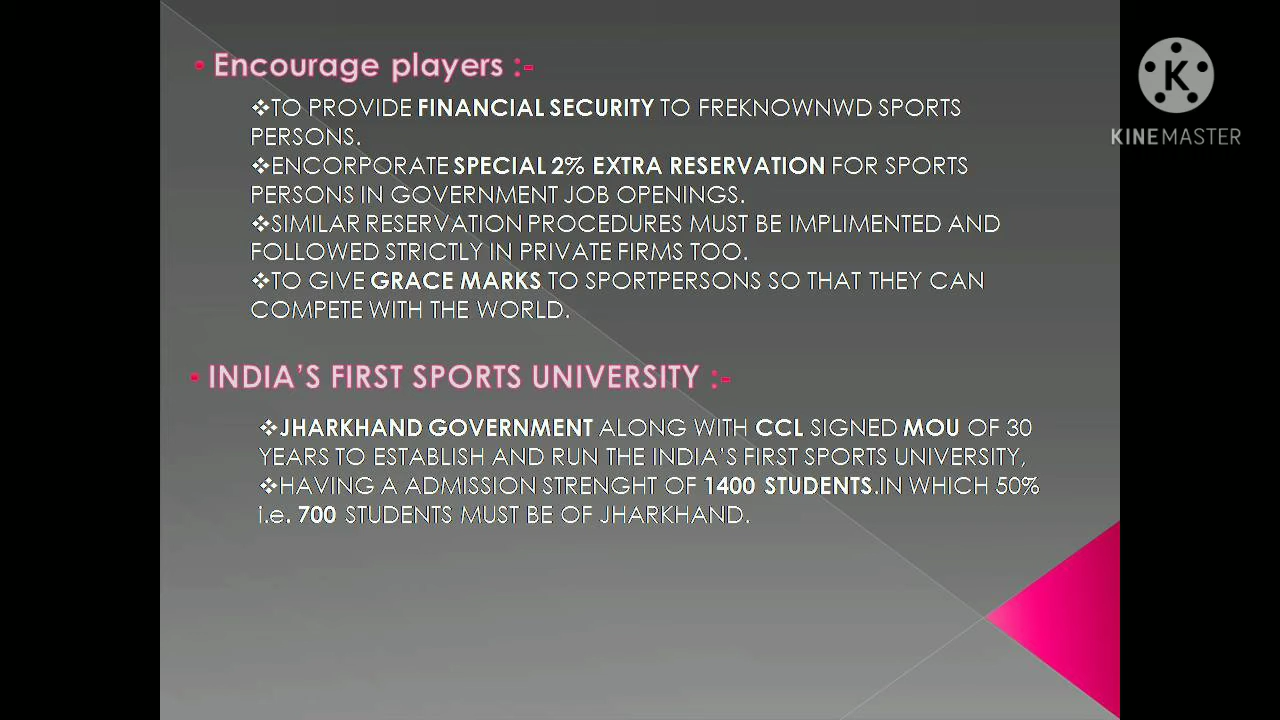 • Encourage players :-
❖TO PROVIDE FINANCIAL SECURITY TO FREKNOWNWD SPORTS
PERSONS.
❖ENCORPORATE SPECIAL 2% EXTRA RESERVATION FOR SPORTS
PERSONS IN GOVERNMENT JOB OPENINGS.
❖SIMILAR RESERVATION PROCEDURES MUST BE IMPLIMENTED AND
FOLLOWED STRICTLY IN PRIVATE FIRMS TOO.
❖TO GIVE GRACE MARKS TO SPORTPERSONS SO THAT THEY CAN
COMPETE WITH THE WORLD.
• INDIA'S FIRST SPORTS UNIVERSITY :-
❖JHARKHAND GOVERNMENT ALONG WITH CCL SIGNED MOU OF 30
YEARS TO ESTABLISH AND RUN THE INDIA'S FIRST SPORTS UNIVERSITY,
❖HAVING A ADMISSION STRENGHT OF 1400 STUDENTS.IN WHICH 50%
i.e. 700 STUDENTS MUST BE OF JHARKHAND.
K
KINEMASTER